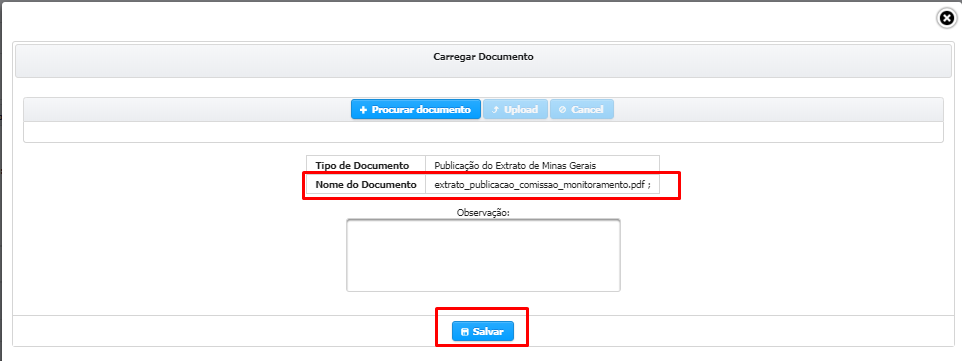 Carregar Documento
Procurar documento Upload Cancel
Tipo de Documento Publicação do Extrato de Minas Gerais
Nome do Documento extrato_publicacao_comissao_monitoramento.pdf ;
Observação:
Salvar